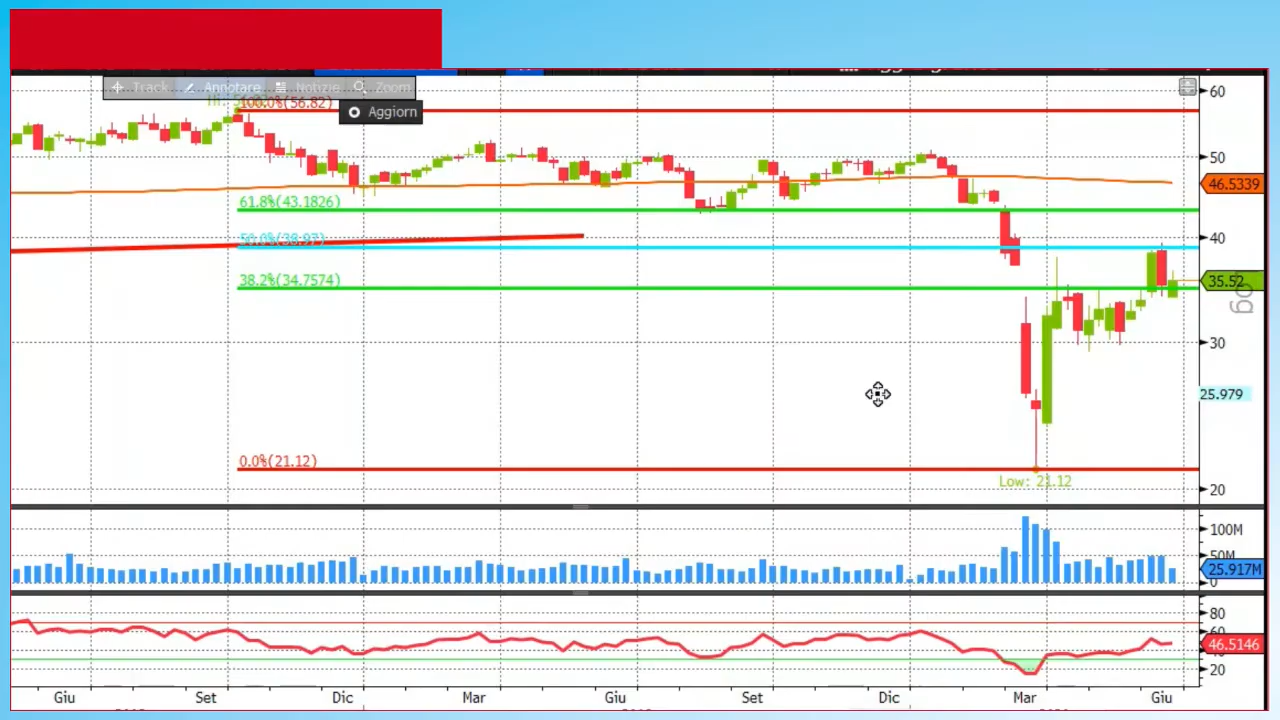 Track Annotare Notizie Zoom
100.0%(56.82)
Aggiorn
60
50
46.5339
61.8%(43.1826)
50.0%(38.97)
40
38.2%(34.7574)
35.52
30
25.979
0.0%(21.12)
Low: 21.12
20
100M
50M
25.917M
0
80
60
46.5146
20
Giu Set Dic Mar Giu Set Dic Mar Giu